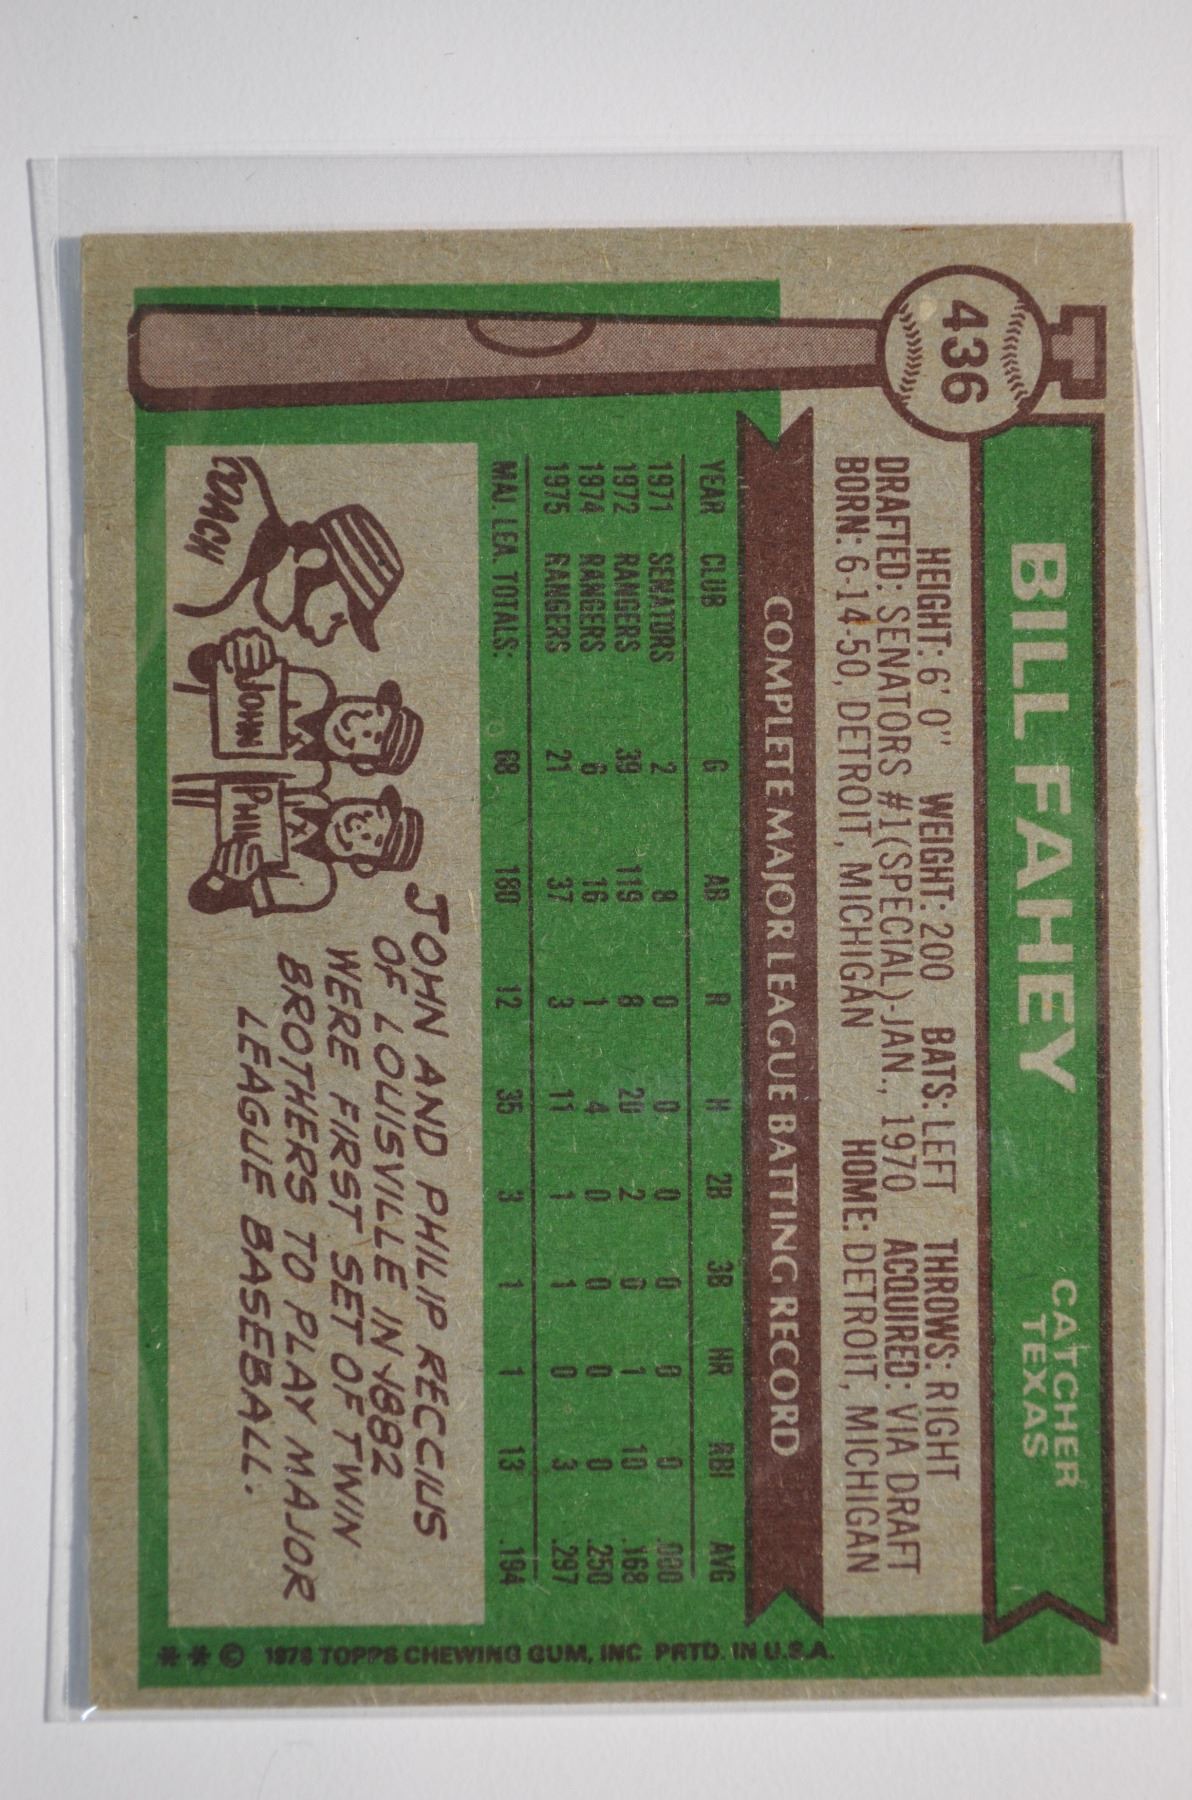 436
BILL FAHEY
CATCHER
TEXAS
HEIGHT: 6' 0" WEIGHT: 200 BATS: LEFT THROWS: RIGHT
DRAFTED: SENATORS #1(SPECIAL)-JAN., 1970 ACQUIRED: VIA DRAFT
BORN: 6-14-50, DETROIT, MICHIGAN HOME: DETROIT, MICHIGAN
COMPLETE MAJOR LEAGUE BATTING RECORD
YEAR CLUB G AB R H 2B 3B HR RBI AVG
1971 SENATORS 2 8 0 0 0 0 0 0 .000
1972 RANGERS 39 119 8 20 2 0 1 10 .168
1974 RANGERS 6 16 1 4 0 0 0 0 .250
1975 RANGERS 21 37 3 11 1 1 0 3 .297
MAJ. LEA. TOTALS: 68 180 12 35 3 1 1 13 .194
COACH
JOHN
PHIL
JOHN AND PHILIP RECCIUS
OF LOUISVILLE IN 1882
WERE FIRST SET OF TWIN
BROTHERS TO PLAY MAJOR
LEAGUE BASEBALL.
** © 1976 TOPPS CHEWING GUM, INC PRTD. IN U.S.A.